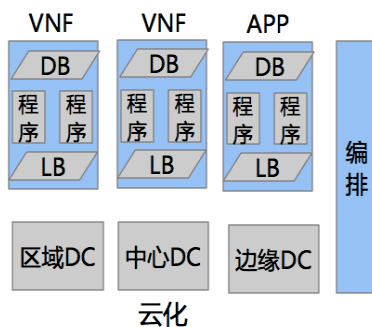 VNF VNF APP
DB DB DB
程序 程序 程序 程序 程序 程序
LB LB LB
编排
区域DC 中心DC 边缘DC
云化